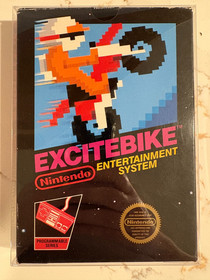 EXCITEBIKE
Nintendo
ENTERTAINMENT
SYSTEM
PROGRAMMABLE
SERIES